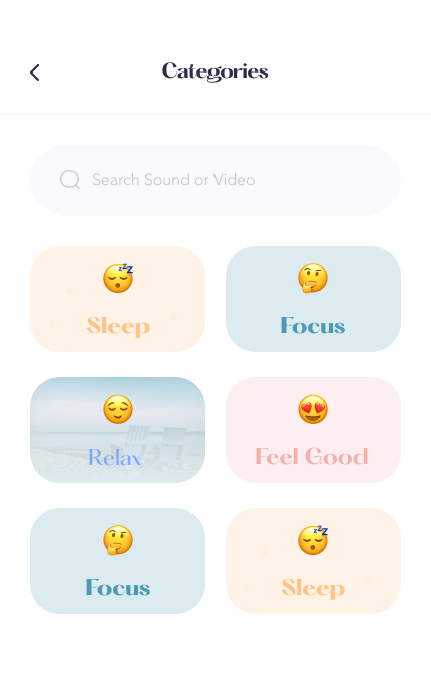 Categories
Search Sound or Video
Sleep
Focus
Relax
Feel Good
Focus
Sleep